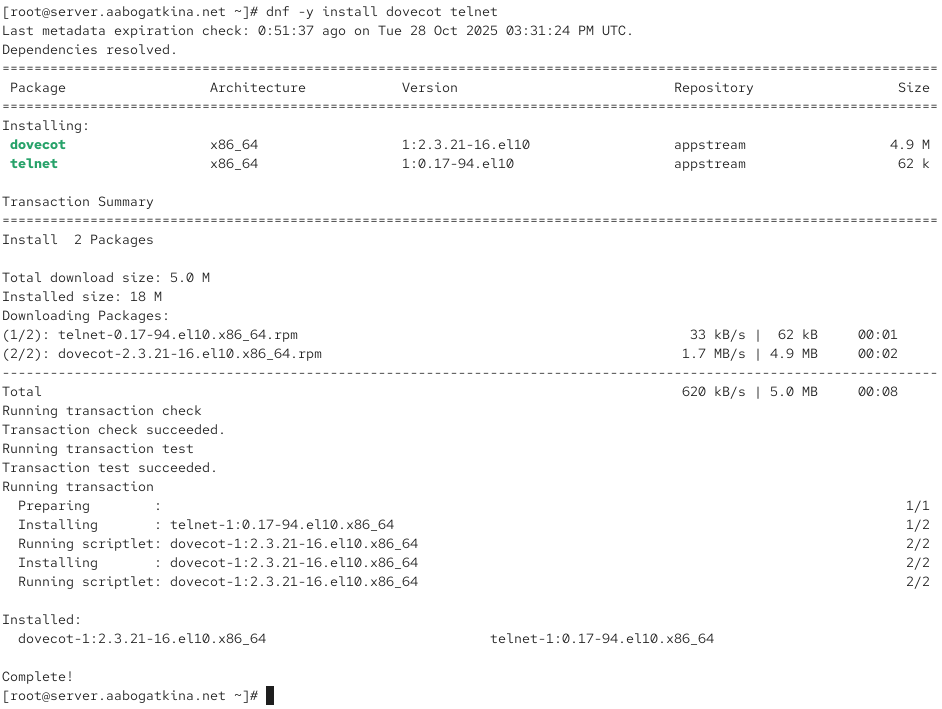 [root@server.aabogatkina.net ~]# dnf -y install dovecot telnet
Last metadata expiration check: 0:51:37 ago on Tue 28 Oct 2025 03:31:24 PM UTC.
Dependencies resolved.
=====================================================================================================================
Package Architecture Version Repository Size
=====================================================================================================================
Installing:
dovecot x86_64 1:2.3.21-16.el10 appstream 4.9 M
telnet x86_64 1:0.17-94.el10 appstream 62 k
Transaction Summary
=====================================================================================================================
Install  2 Packages
Total download size: 5.0 M
Installed size: 18 M
Downloading Packages:
(1/2): telnet-0.17-94.el10.x86_64.rpm 33 kB/s |  62 kB 00:01
(2/2): dovecot-2.3.21-16.el10.x86_64.rpm 1.7 MB/s | 4.9 MB 00:02
---------------------------------------------------------------------------------------------------------------------
Total 620 kB/s | 5.0 MB 00:08
Running transaction check
Transaction check succeeded.
Running transaction test
Transaction test succeeded.
Running transaction
Preparing        : 1/1
Installing       : telnet-1:0.17-94.el10.x86_64 1/2
Running scriptlet: dovecot-1:2.3.21-16.el10.x86_64 2/2
Installing       : dovecot-1:2.3.21-16.el10.x86_64 2/2
Running scriptlet: dovecot-1:2.3.21-16.el10.x86_64 2/2
Installed:
dovecot-1:2.3.21-16.el10.x86_64 telnet-1:0.17-94.el10.x86_64
Complete!
[root@server.aabogatkina.net ~]#